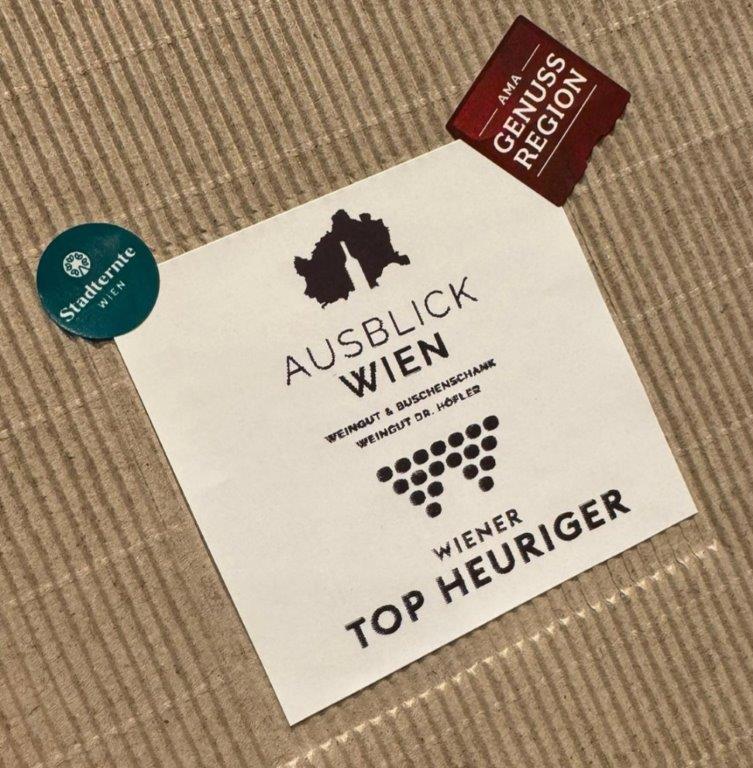 AMA
GENUSS
REGION
Stadternte
WIEN
AUSBLICK
WIEN
WEINGUT & BUSCHENSCHANK
WEINGUT DR. HÖFLER
WIENER
TOP HEURIGER